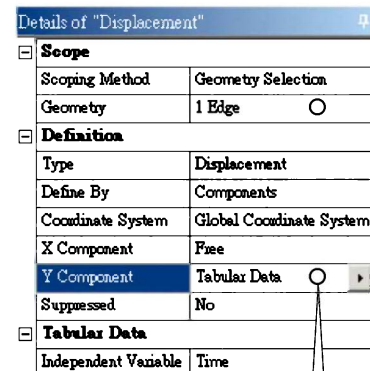 Details of "Displacement"
Scope
Scoping Method Geometry Selection
Geometry 1 Edge
Definition
Type Displacement
Define By Components
Coordinate System Global Coordinate System
X Component Free
Y Component Tabular Data
Suppressed No
Tabular Data
Independent Variable Time